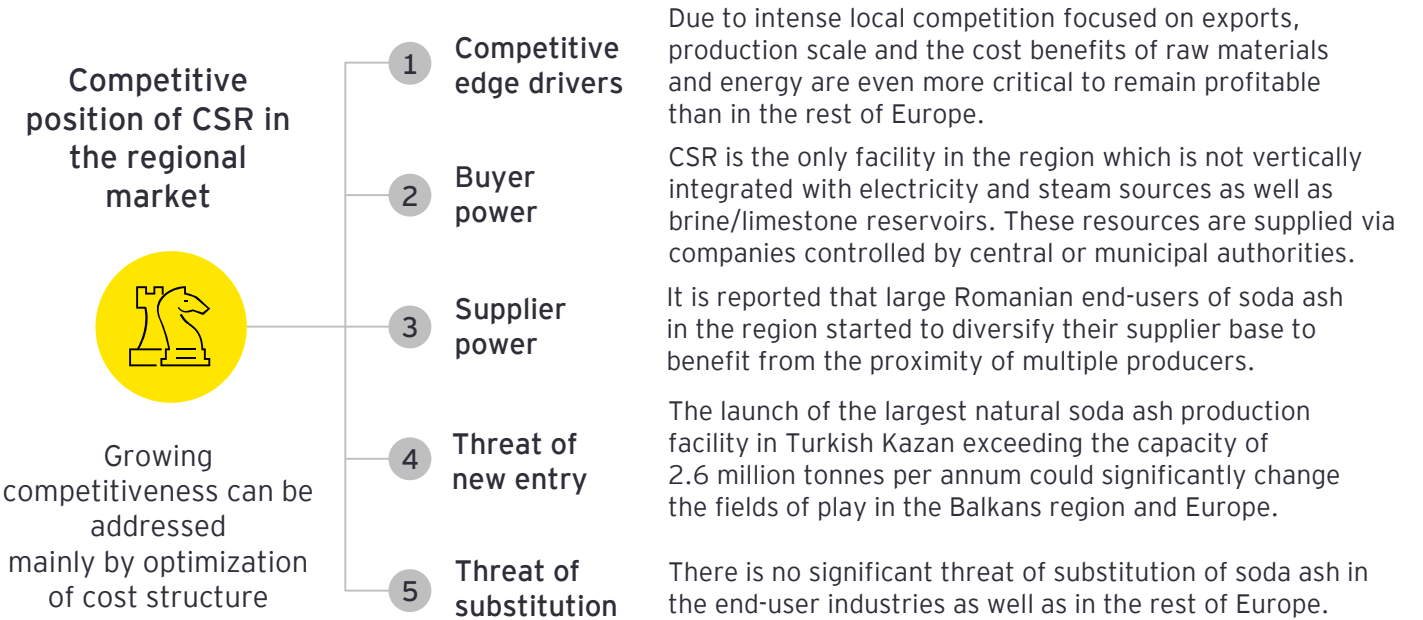 Competitive
position of CSR in
the regional
market
Growing
competitiveness can be
addressed
mainly by optimization
of cost structure
1
Competitive
edge drivers
Due to intense local competition focused on exports,
production scale and the cost benefits of raw materials
and energy are even more critical to remain profitable
than in the rest of Europe.
2
Buyer
power
CSR is the only facility in the region which is not vertically
integrated with electricity and steam sources as well as
brine/limestone reservoirs. These resources are supplied via
companies controlled by central or municipal authorities.
3
Supplier
power
It is reported that large Romanian end-users of soda ash
in the region started to diversify their supplier base to
benefit from the proximity of multiple producers.
4
Threat of
new entry
The launch of the largest natural soda ash production
facility in Turkish Kazan exceeding the capacity of
2.6 million tonnes per annum could significantly change
the fields of play in the Balkans region and Europe.
5
Threat of
substitution
There is no significant threat of substitution of soda ash in
the end-user industries as well as in the rest of Europe.